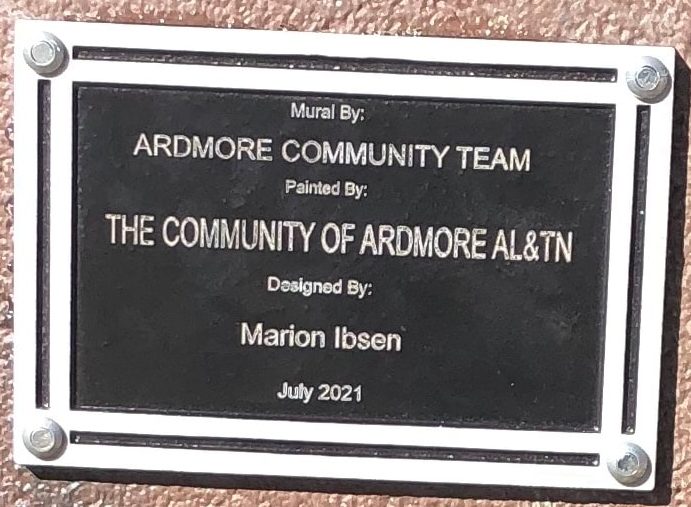 Mural By:
ARDMORE COMMUNITY TEAM
Painted By:
THE COMMUNITY OF ARDMORE AL&TN
Designed By:
Marion Ibsen
July 2021